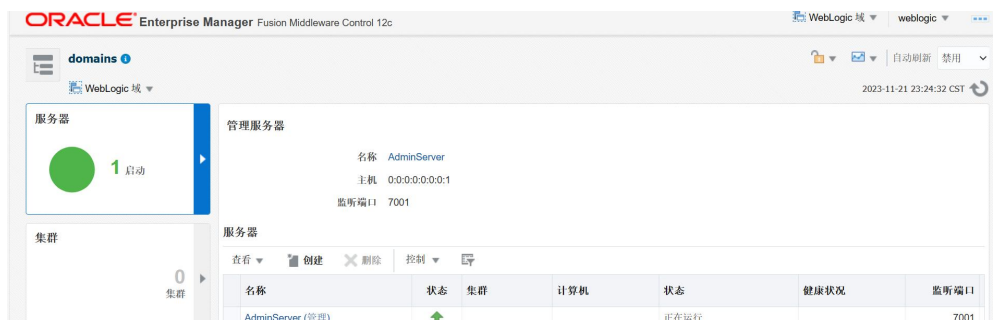 ORACLE Enterprise Manager Fusion Middleware Control 12c
WebLogic 域 weblogic
domains
自动刷新 禁用
WebLogic 域
2023-11-21 23:24:32 CST
服务器
1 启动
集群
0
集群
管理服务器
名称 AdminServer
主机 0:0:0:0:0:0:0:1
监听端口 7001
服务器
查看 创建 删除 控制
名称 状态 集群 计算机 状态 健康状况 监听端口
AdminServer (管理) 正在运行 7001